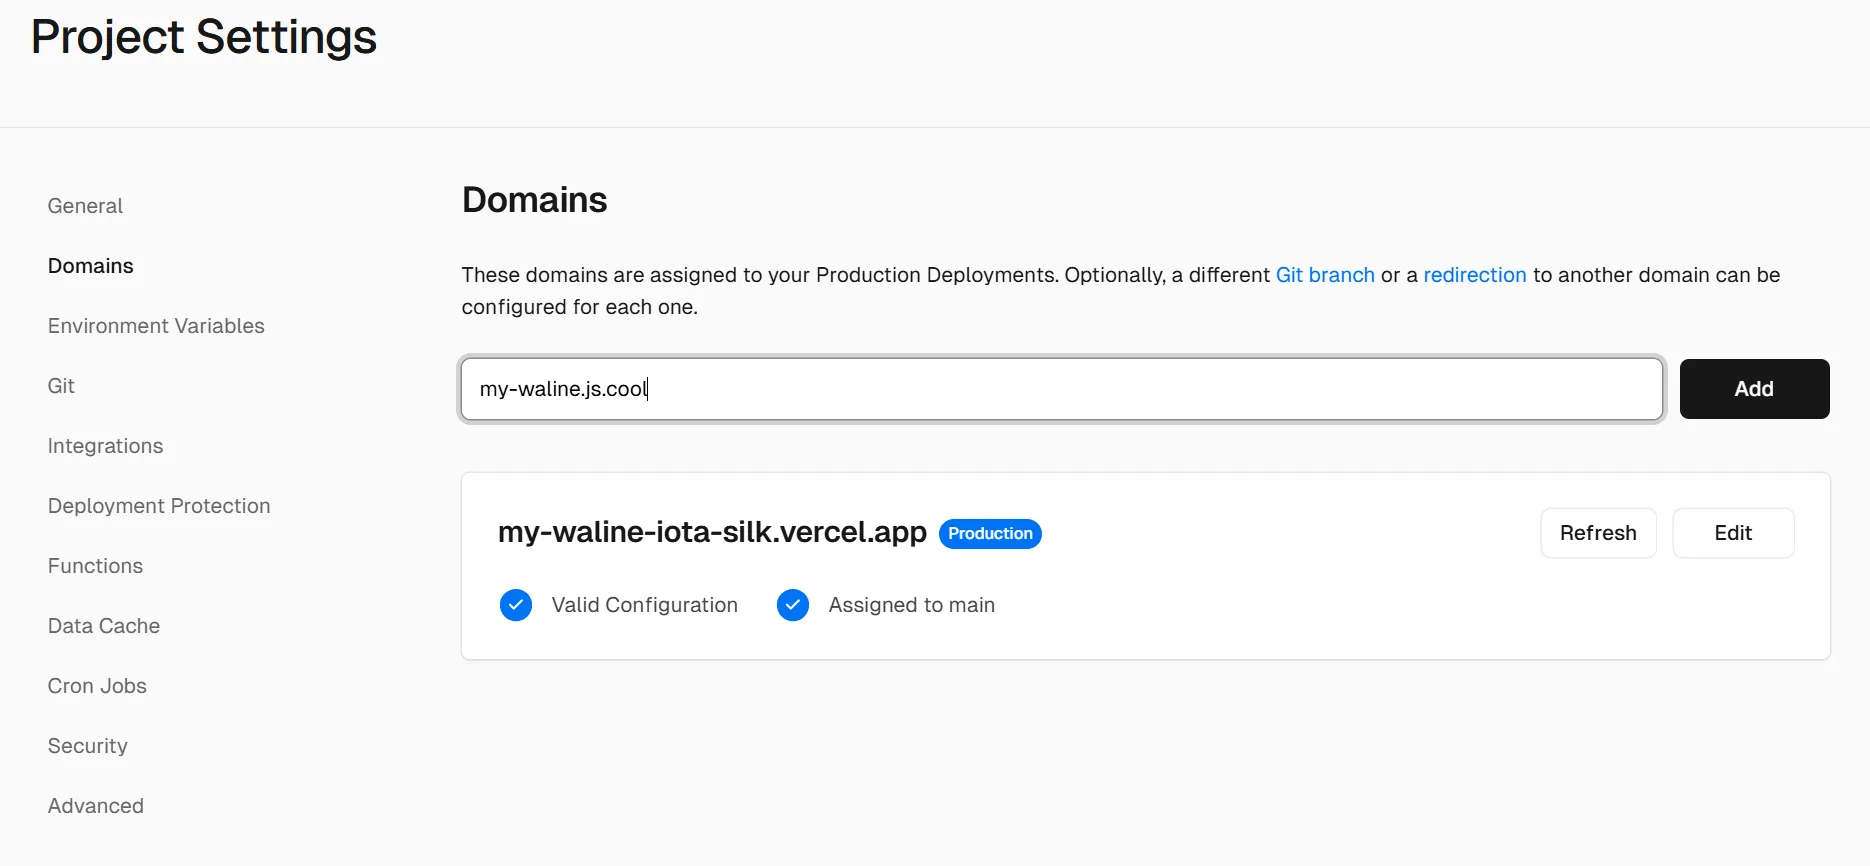 Project Settings
General
Domains
Environment Variables
Git
Integrations
Deployment Protection
Functions
Data Cache
Cron Jobs
Security
Advanced
Domains
These domains are assigned to your Production Deployments. Optionally, a different Git branch or a redirection to another domain can be
configured for each one.
my-waline.js.cool
Add
my-waline-iota-silk.vercel.app Production
Refresh
Edit
Valid Configuration
Assigned to main